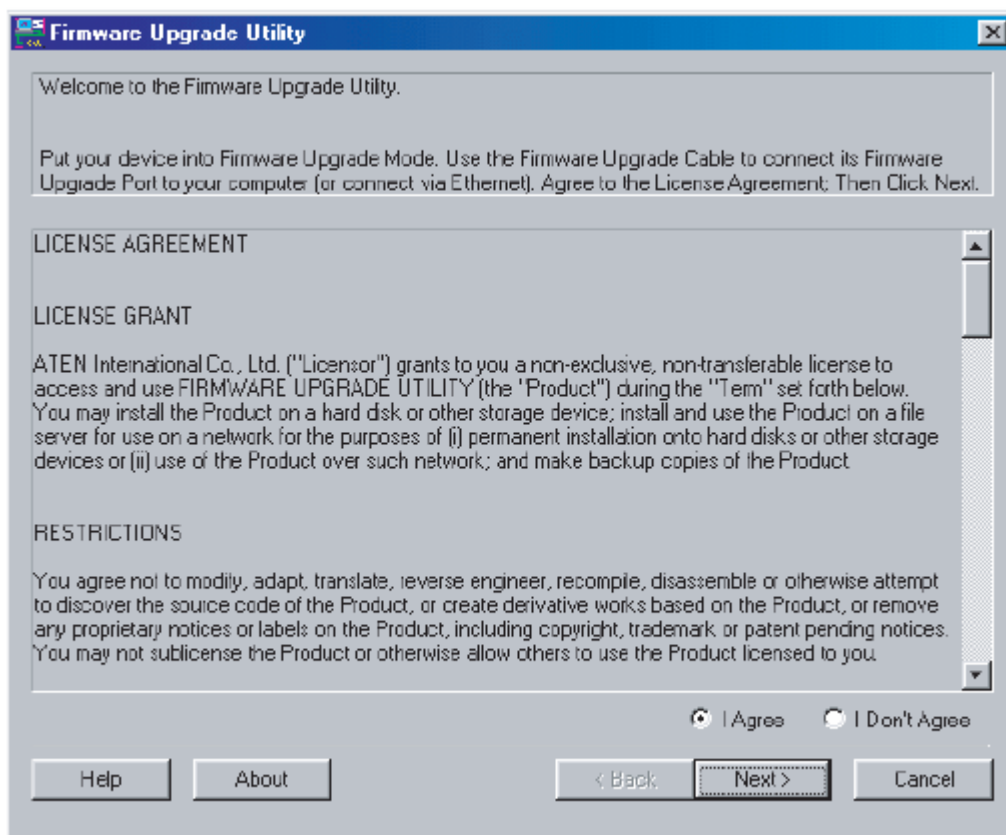 Firmware Upgrade Utility
Welcome to the Firmware Upgrade Utility.
Put your device into Firmware Upgrade Mode. Use the Firmware Upgrade Cable to connect its Firmware
Upgrade Port to your computer (or connect via Ethernet). Agree to the License Agreement; Then Click Next.
LICENSE AGREEMENT
LICENSE GRANT
ATEN International Co., Ltd. ("Licensor") grants to you a non-exclusive, non-transferable license to
access and use FIRMWARE UPGRADE UTILITY (the "Product") during the "Term" set forth below.
You may install the Product on a hard disk or other storage device; install and use the Product on a file
server for use on a network for the purposes of (i) permanent installation onto hard disks or other storage
devices or (ii) use of the Product over such network; and make backup copies of the Product
RESTRICTIONS
You agree not to modify, adapt, translate, reverse engineer, recompile, disassemble or otherwise attempt
to discover the source code of the Product, or create derivative works based on the Product, or remove
any proprietary notices or labels on the Product, including copyright, trademark or patent pending notices.
You may not sublicense the Product or otherwise allow others to use the Product licensed to you.
I Agree I Don't Agree
Help About < Back Next > Cancel